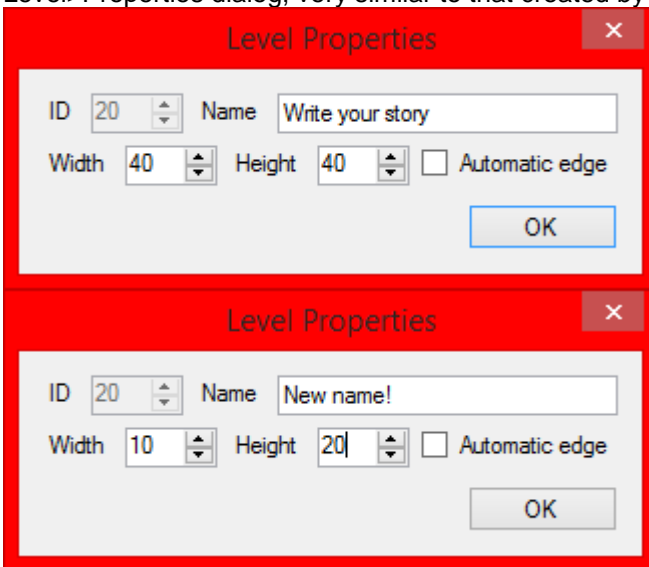 Level>Properties dialog, very similar to that created by
Level Properties
ID 20 Name Write your story
Width 40 Height 40 Automatic edge
OK
Level Properties
ID 20 Name New name!
Width 10 Height 20 Automatic edge
OK